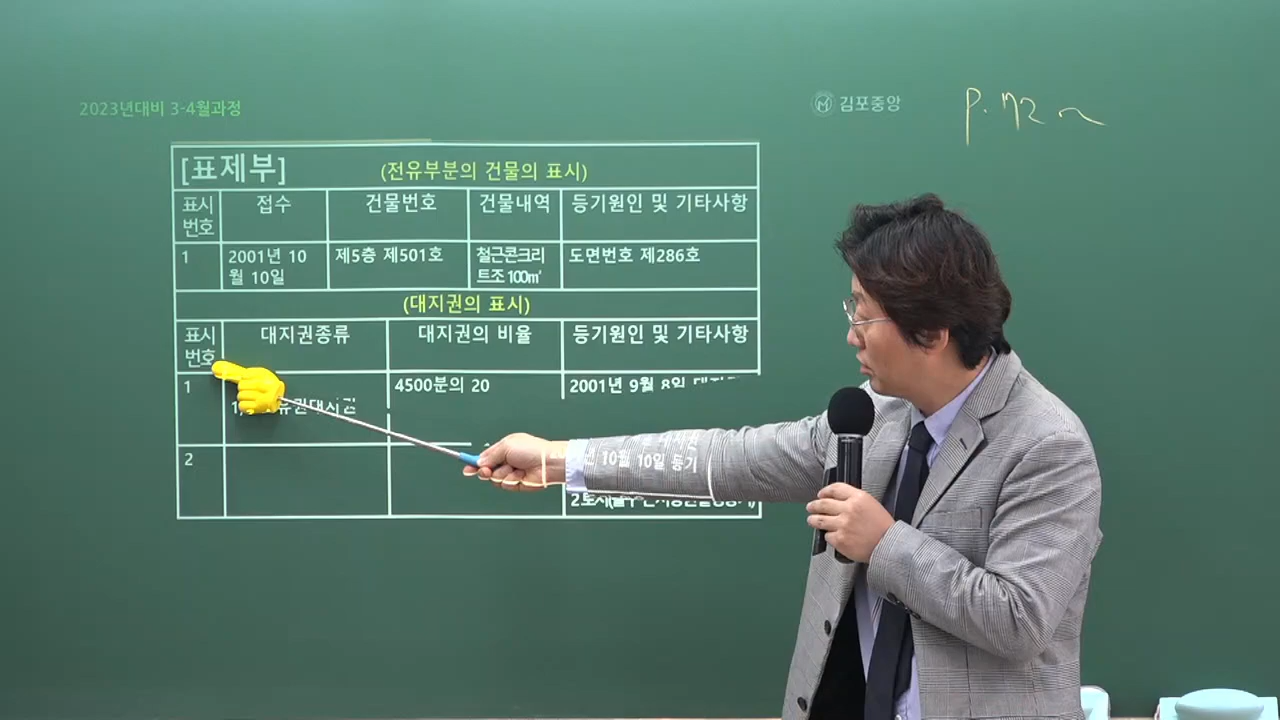 2023년대비 3-4월과정
김포중앙
[표제부] (전유부분의 건물의 표시)
표시번호 접수 건물번호 건물내역 등기원인 및 기타사항
1 2001년 10월 10일 제5층 제501호 철근콘크리트조 100㎡ 도면번호 제286호
(대지권의 표시)
표시번호 대지권종류 대지권의 비율 등기원인 및 기타사항
1 4500분의 20 2001년 9월 8일
10월 10일 등기
2